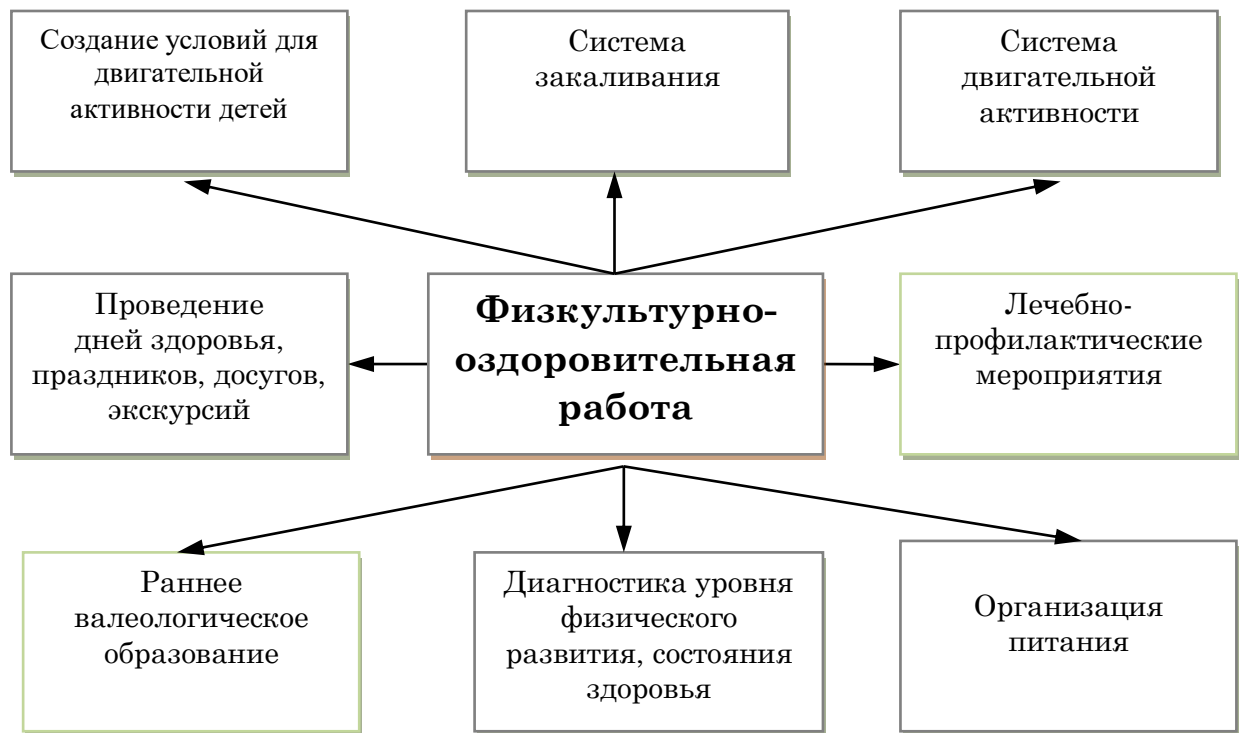 Создание условий для
двигательной
активности детей
Система
закаливания
Система
двигательной
активности
Проведение
дней здоровья,
праздников, досугов,
экскурсий
Физкультурно-
оздоровительная
работа
Лечебно-
профилактические
мероприятия
Раннее
валеологическое
образование
Диагностика уровня
физического
развития, состояния
здоровья
Организация
питания